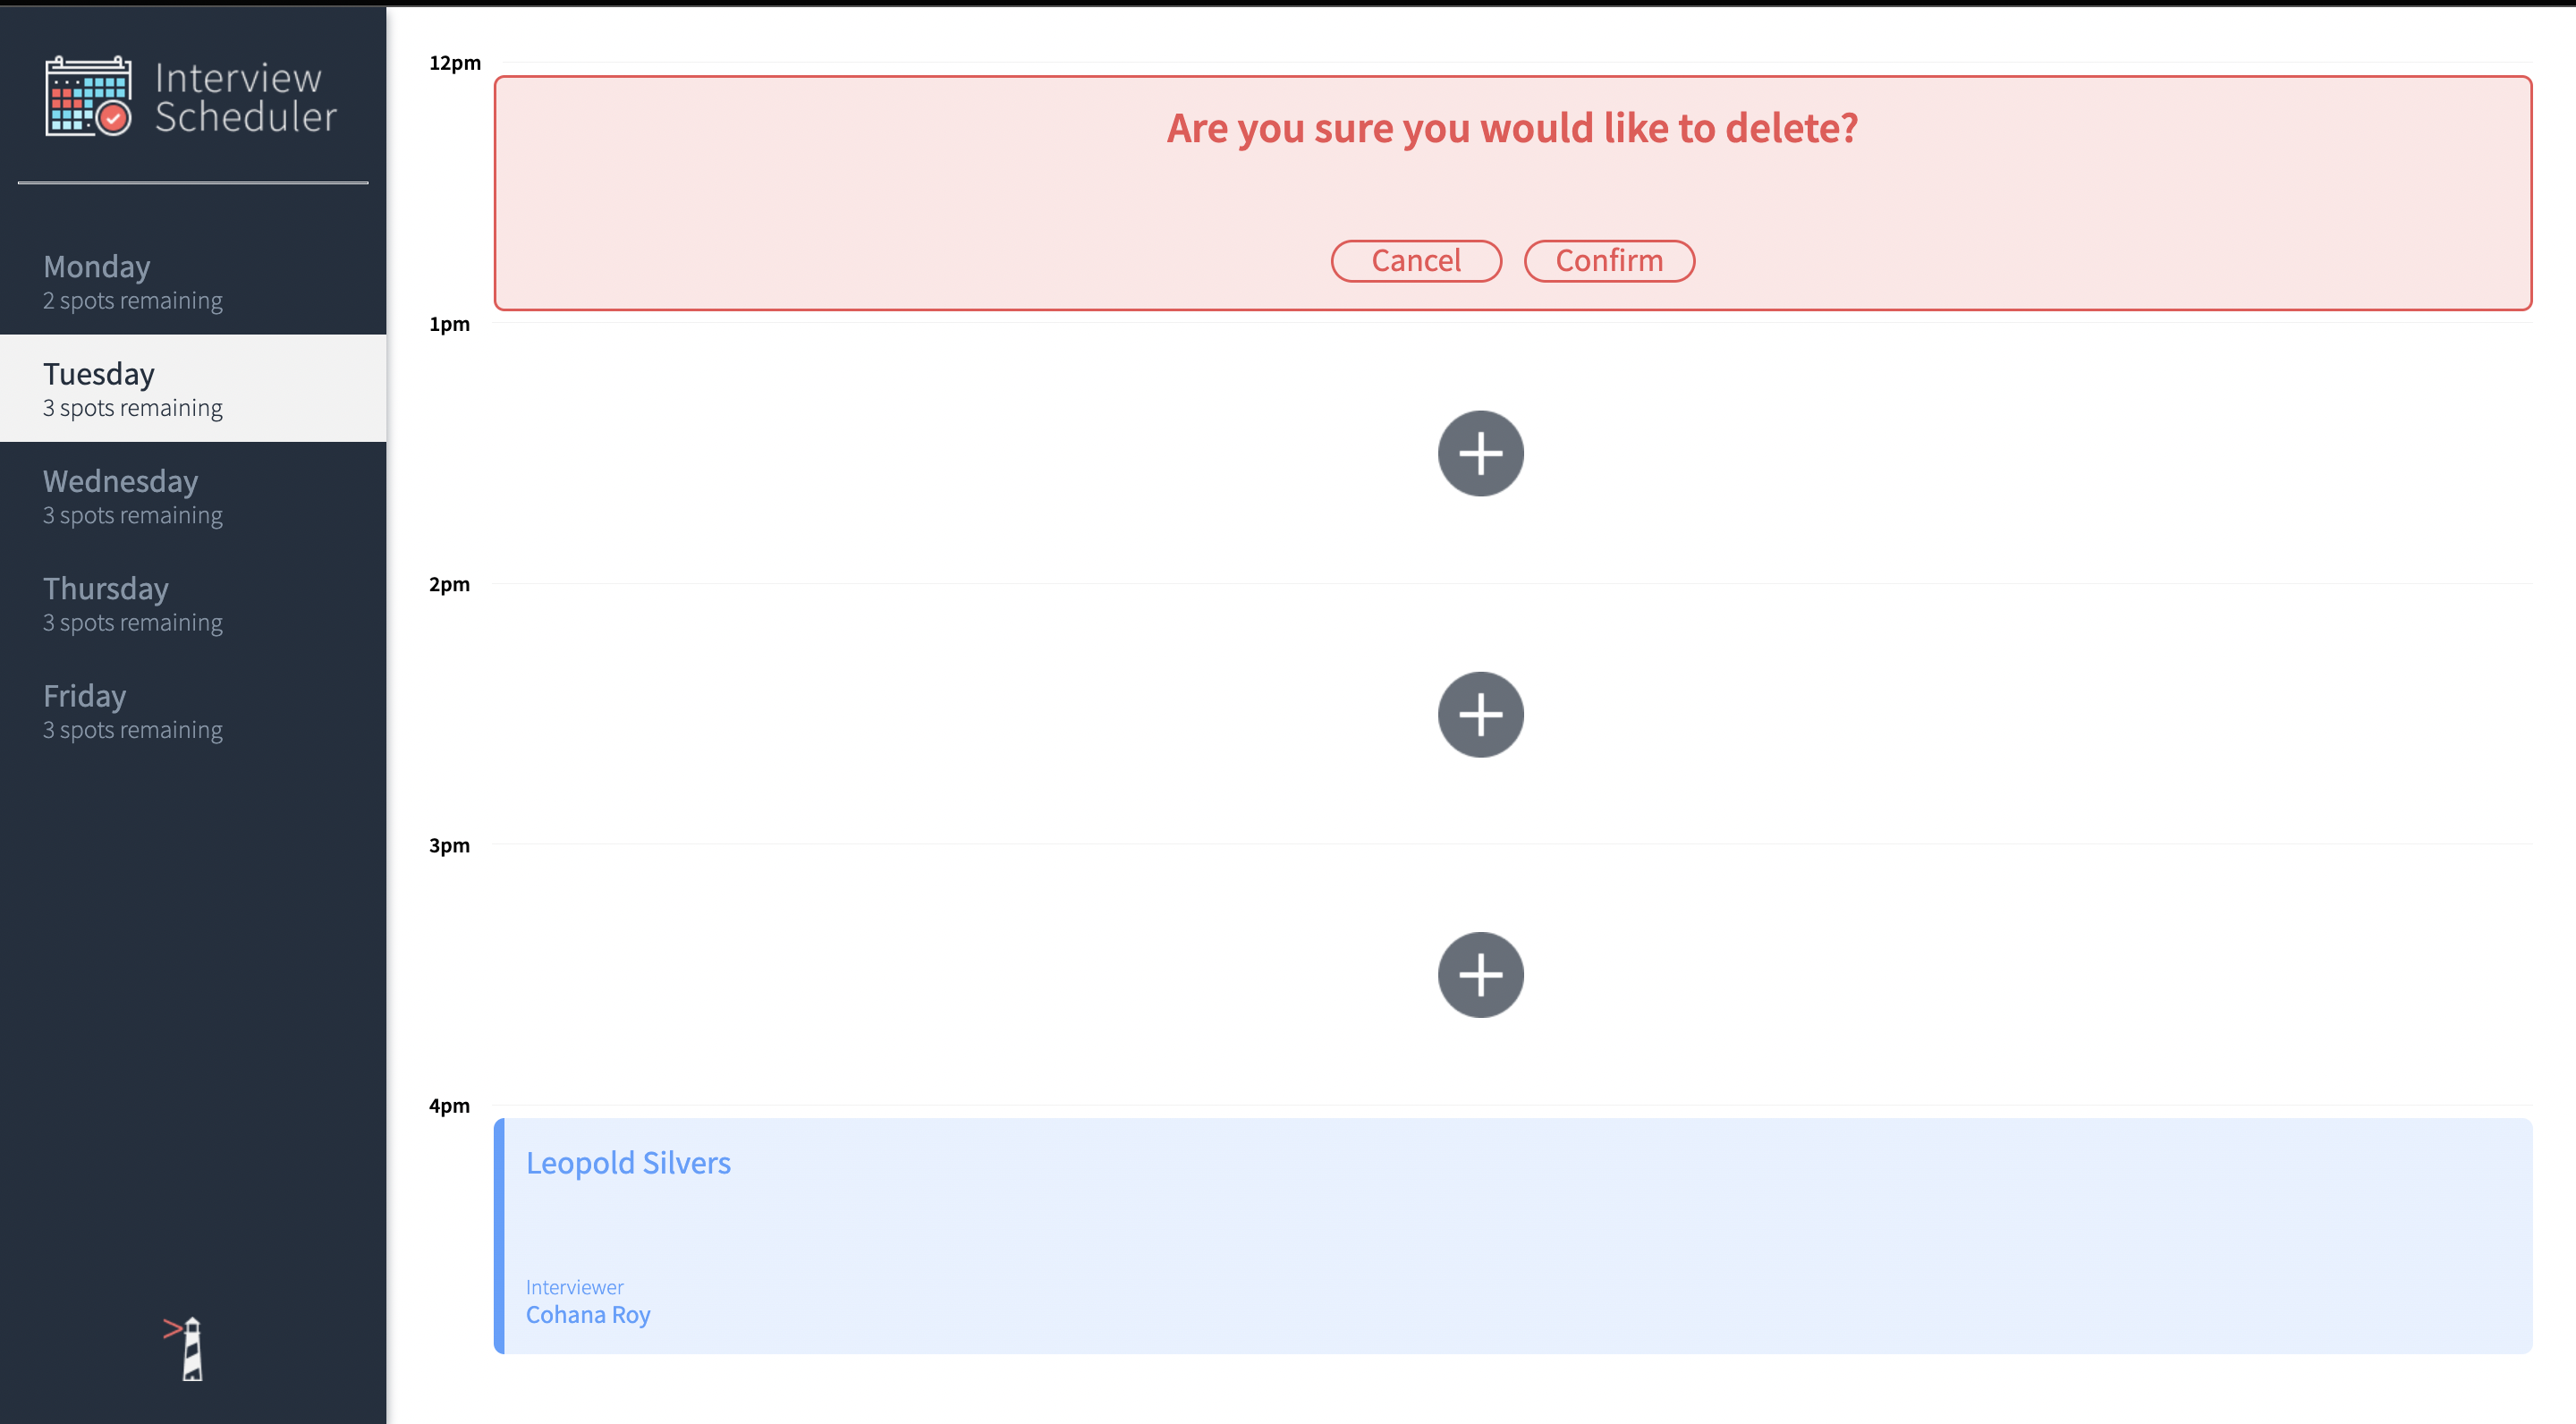 Interview
Scheduler
Monday
2 spots remaining
Tuesday
3 spots remaining
Wednesday
3 spots remaining
Thursday
3 spots remaining
Friday
3 spots remaining
12pm
Are you sure you would like to delete?
Cancel Confirm
1pm
2pm
3pm
4pm
Leopold Silvers
Interviewer
Cohana Roy